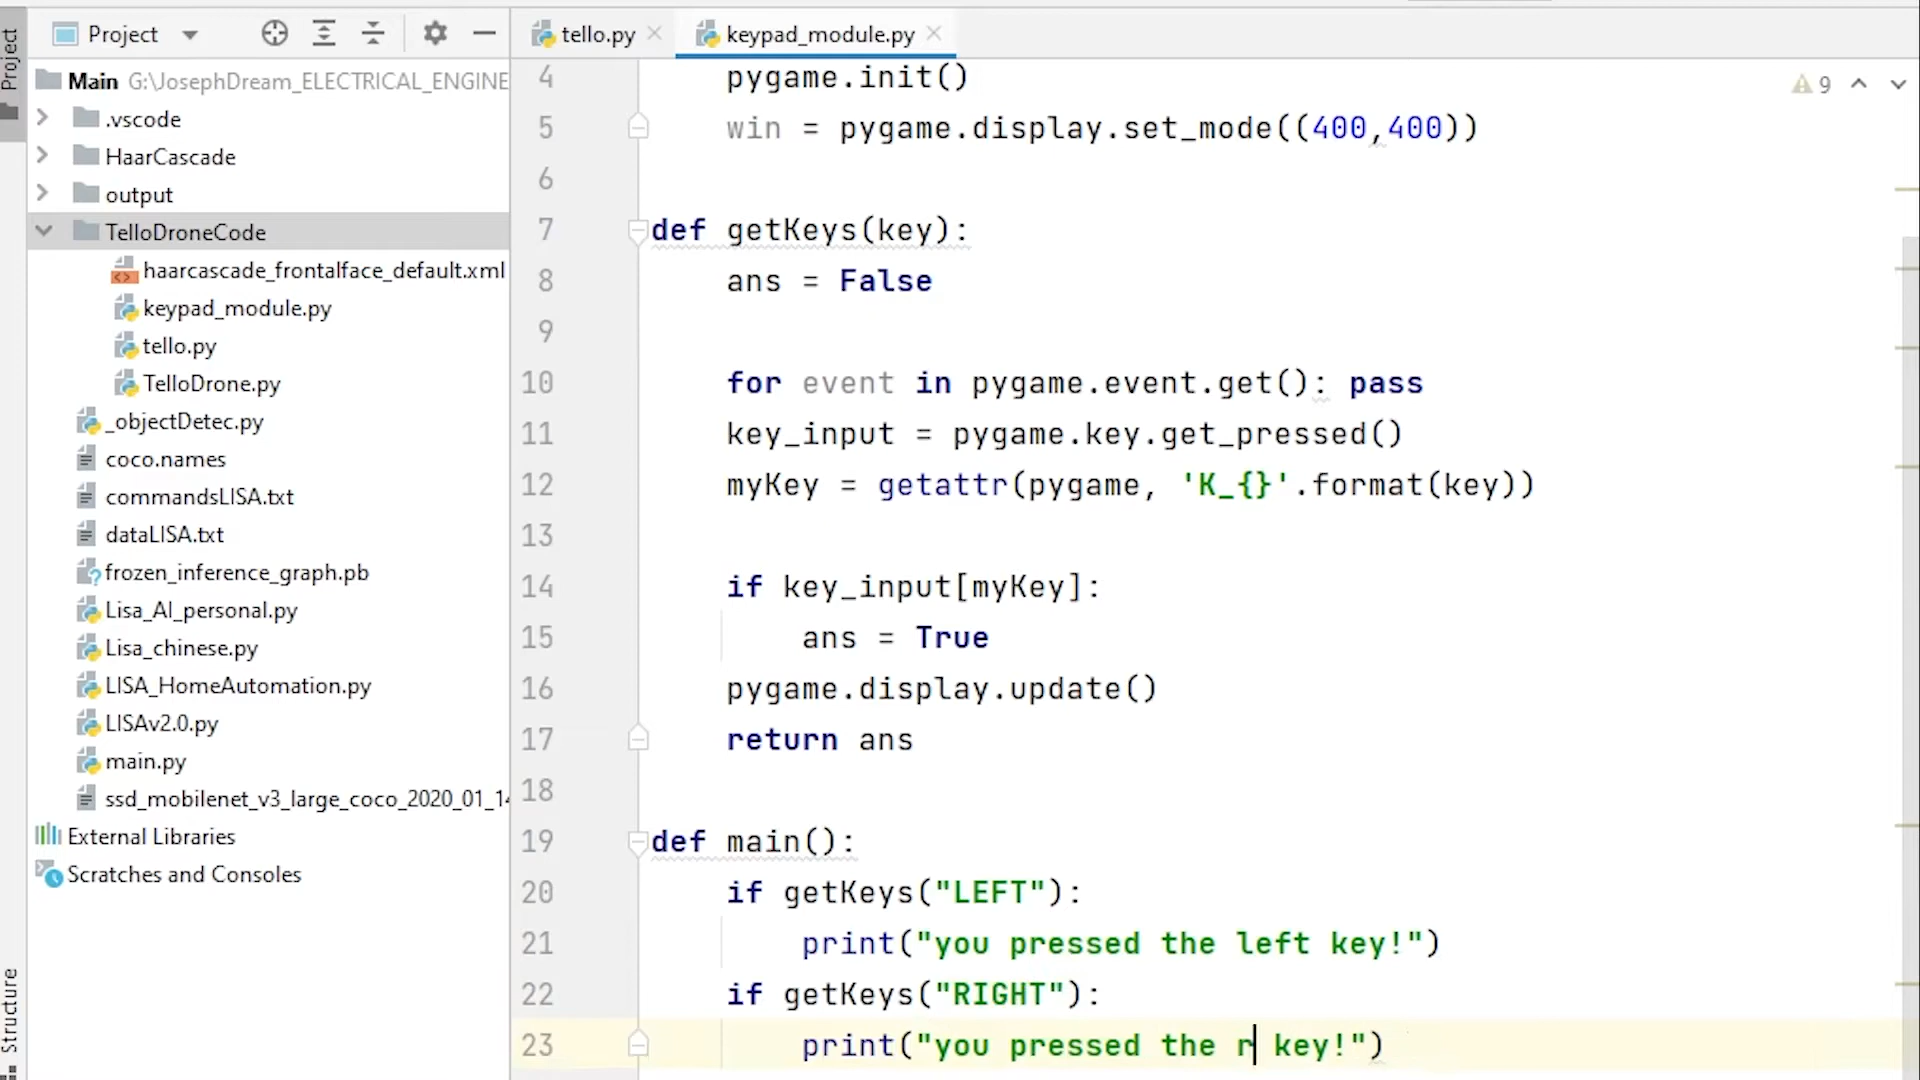 Project
Project
tello.py
keypad_module.py
Main G:\JosephDream_ELECTRICAL_ENGINE
.vscode
HaarCascade
output
TelloDroneCode
haarcascade_frontalface_default.xml
keypad_module.py
tello.py
TelloDrone.py
_objectDetec.py
coco.names
commandsLISA.txt
dataLISA.txt
frozen_inference_graph.pb
Lisa_AI_personal.py
Lisa_chinese.py
LISA_HomeAutomation.py
LISAv2.0.py
main.py
ssd_mobilenet_v3_large_coco_2020_01_14
External Libraries
Scratches and Consoles
Structure
9
4 pygame.init()
5 win = pygame.display.set_mode((400,400))
6
7 def getKeys(key):
8 ans = False
9
10 for event in pygame.event.get(): pass
11 key_input = pygame.key.get_pressed()
12 myKey = getattr(pygame, 'K_{}'.format(key))
13
14 if key_input[myKey]:
15 ans = True
16 pygame.display.update()
17 return ans
18
19 def main():
20 if getKeys("LEFT"):
21 print("you pressed the left key!")
22 if getKeys("RIGHT"):
23 print("you pressed the r key!")